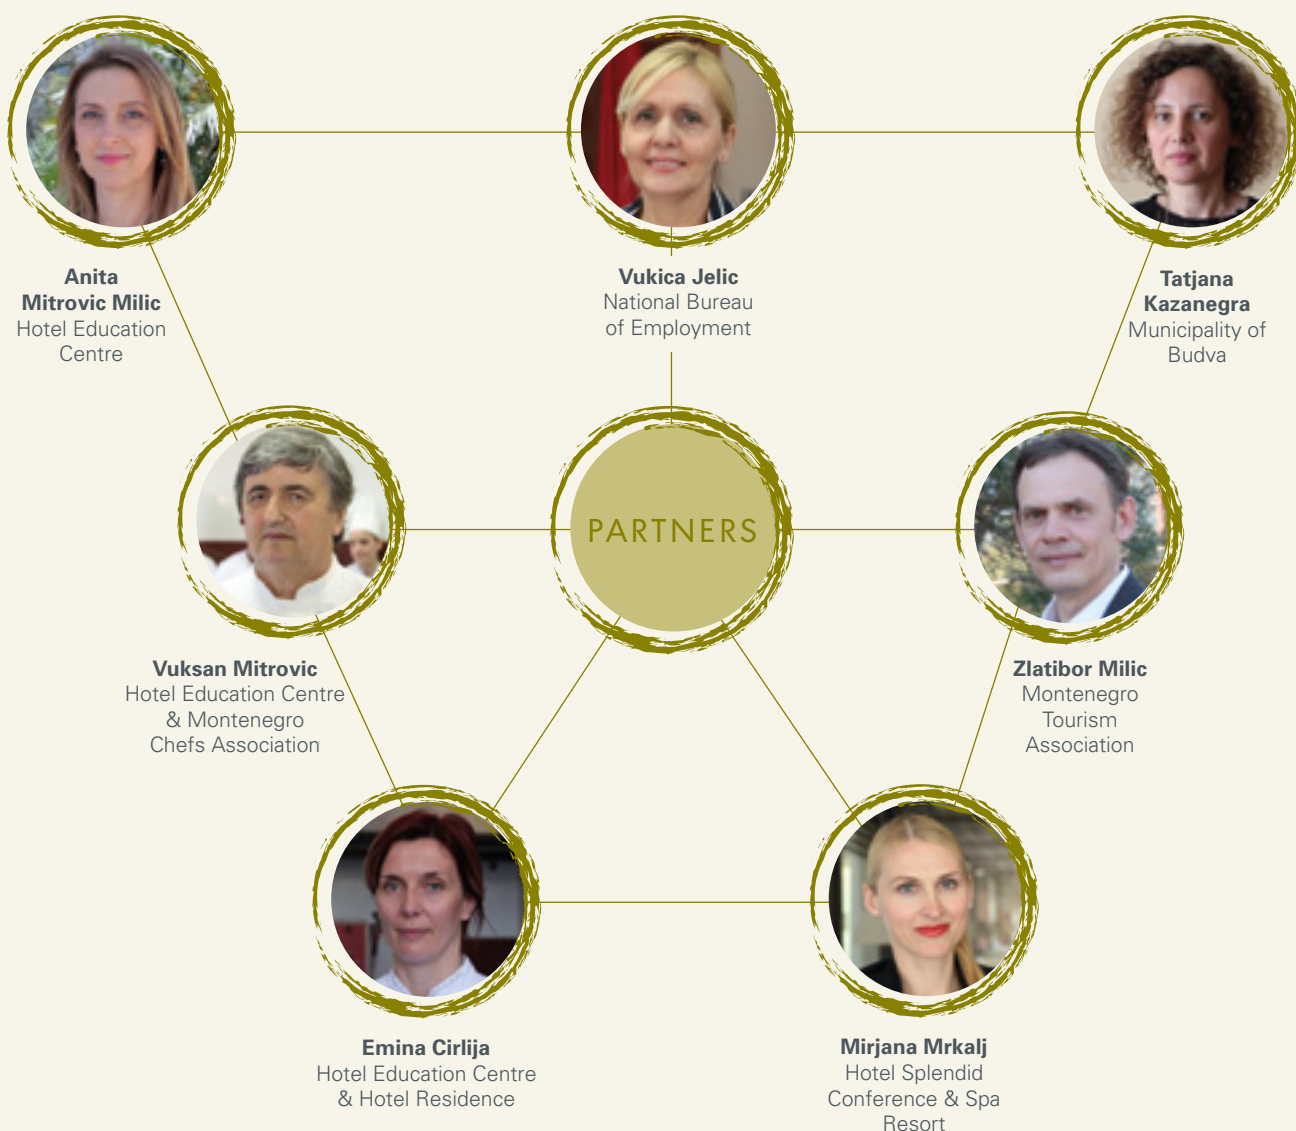 Anita
Mitrovic Milic
Hotel Education
Centre
Vukica Jelic
National Bureau
of Employment
Tatjana
Kazanegra
Municipality of
Budva
PARTNERS
Vuksan Mitrovic
Hotel Education Centre
& Montenegro
Chefs Association
Zlatibor Milic
Montenegro
Tourism
Association
Emina Cirlija
Hotel Education Centre
& Hotel Residence
Mirjana Mrkalj
Hotel Splendid
Conference & Spa
Resort